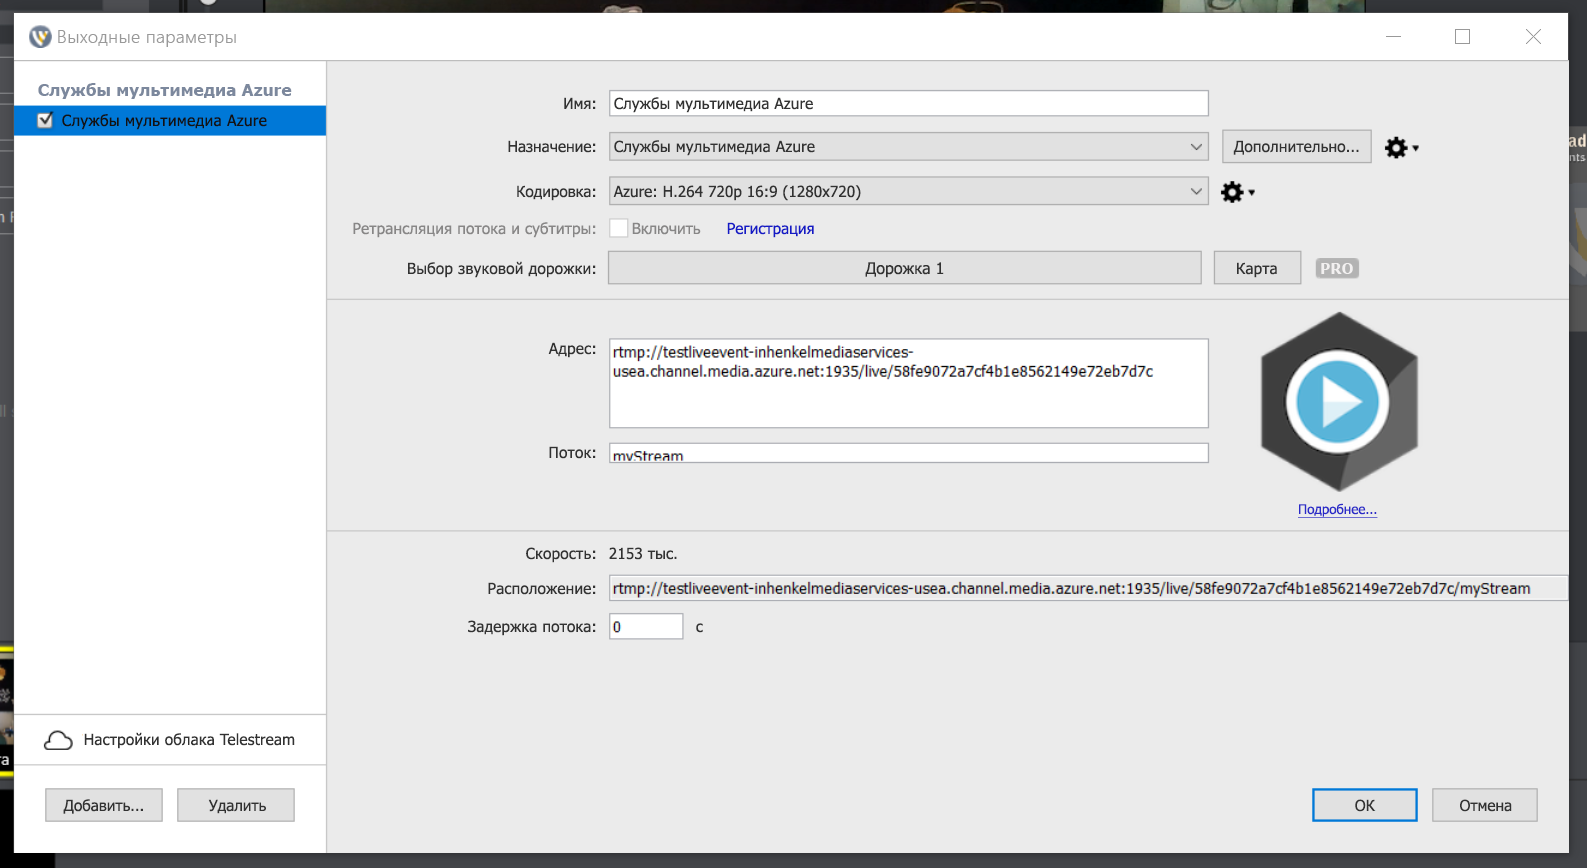 Выходные параметры
Службы мультимедиа Azure
Службы мультимедиа Azure
Имя: Службы мультимедиа Azure
Назначение: Службы мультимедиа Azure Дополнительно...
Кодировка: Azure: H.264 720p 16:9 (1280x720)
Ретрансляция потока и субтитры: Включить Регистрация
Выбор звуковой дорожки: Дорожка 1 Карта PRO
Адрес: rtmp://testliveevent-inhenkelmediaservices-
usea.channel.media.azure.net:1935/live/58fe9072a7cf4b1e8562149e72eb7d7c
Поток: myStream
Подробнее...
Скорость: 2153 тыс.
Расположение: rtmp://testliveevent-inhenkelmediaservices-usea.channel.media.azure.net:1935/live/58fe9072a7cf4b1e8562149e72eb7d7c/myStream
Задержка потока: 0 с
Настройки облака Telestream
Добавить... Удалить
ОК Отмена